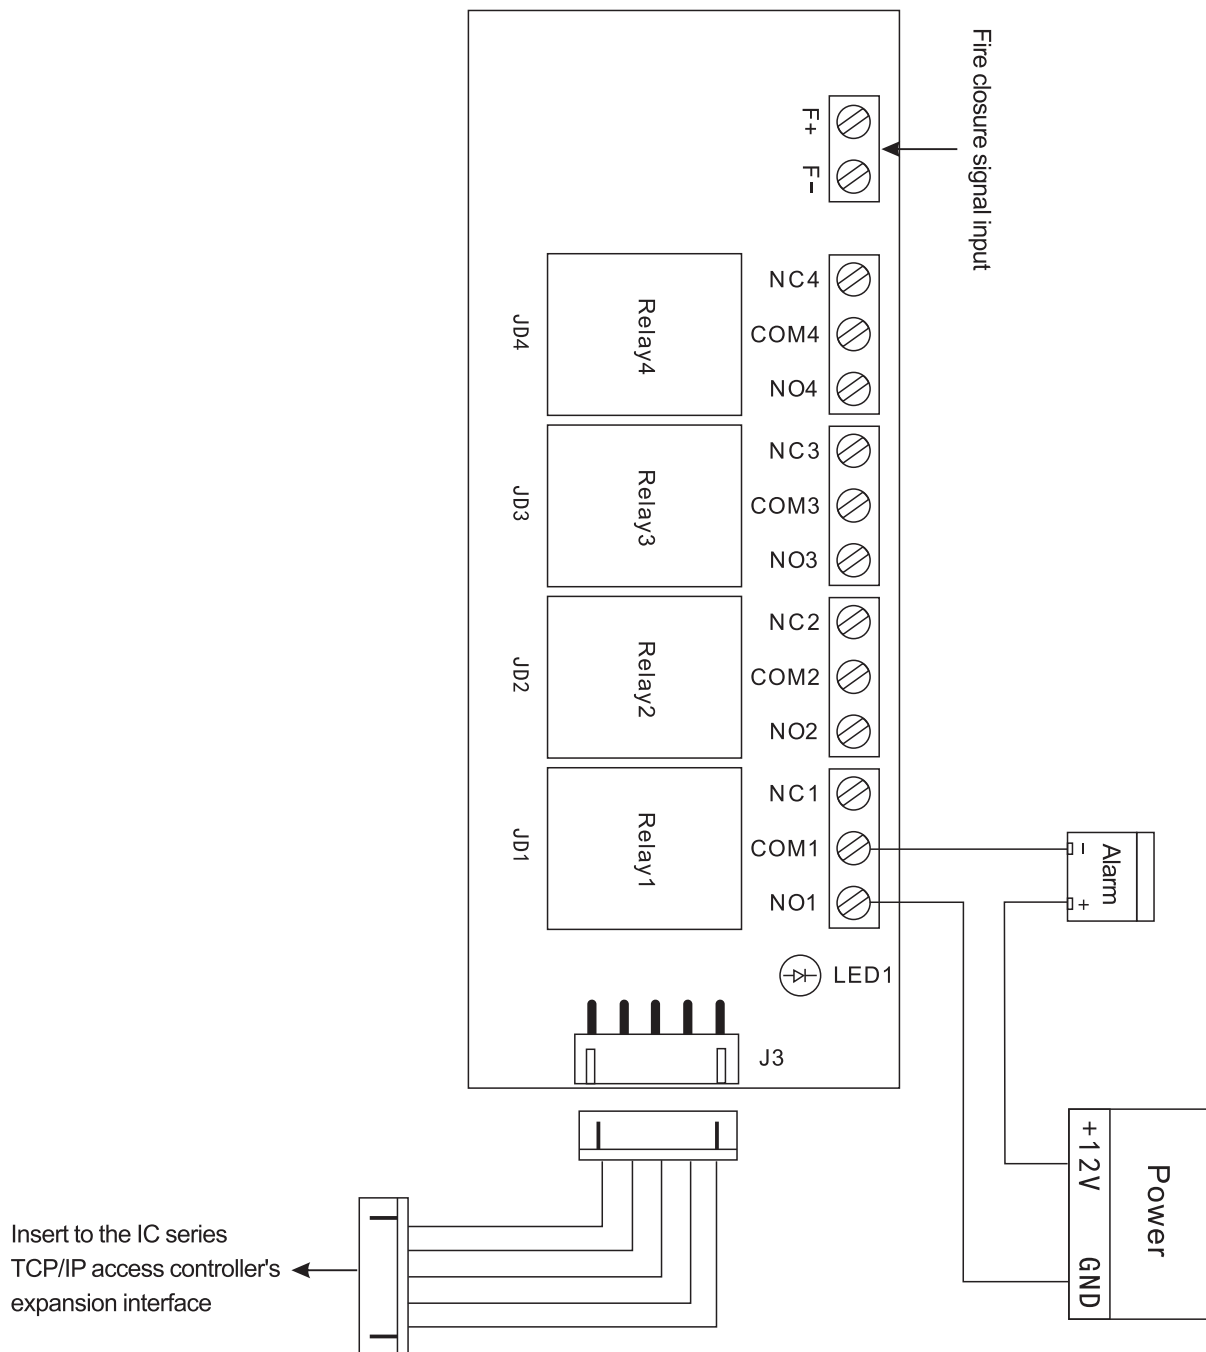 Fire closure signal input
F+
F-
NC4
COM4
NO4
JD4
Relay4
NC3
COM3
NO3
JD3
Relay3
NC2
COM2
NO2
JD2
Relay2
NC1
COM1
NO1
JD1
Relay1
- Alarm +
LED1
J3
+12V
GND
Power
Insert to the IC series
TCP/IP access controller's
expansion interface